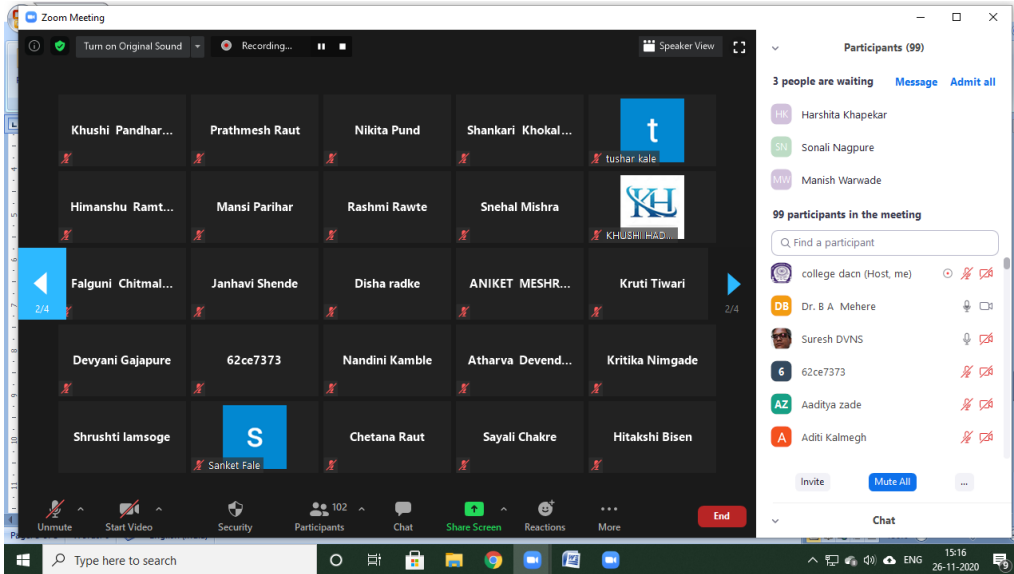 Zoom Meeting
Turn on Original Sound
Recording...
Speaker View
Khushi Pandhar...
Prathmesh Raut
Nikita Pund
Shankari Khokal...
t
tushar kale
Himanshu Ramt...
Mansi Parihar
Rashmi Rawte
Snehal Mishra
KH
KHUSHI HAD...
Falguni Chitmal...
Janhavi Shende
Disha radke
ANIKET MESHR...
Kruti Tiwari
2/4
2/4
Devyani Gajapure
62ce7373
Nandini Kamble
Atharva Devend...
Kritika Nimgade
Shrushti lamsoge
S
Sanket Fale
Chetana Raut
Sayali Chakre
Hitakshi Bisen
Unmute
Start Video
Security
102
Participants
Chat
Share Screen
Reactions
More
End
Participants (99)
3 people are waiting
Message
Admit all
HK Harshita Khapekar
SN Sonali Nagpure
MW Manish Warwade
99 participants in the meeting
Find a participant
college dacn (Host, me)
DB Dr. B A Mehere
Suresh DVNS
6 62ce7373
AZ Aaditya zade
A Aditi Kalmegh
Invite
Mute All
...
Chat
Type here to search
ENG
15:16
26-11-2020
9